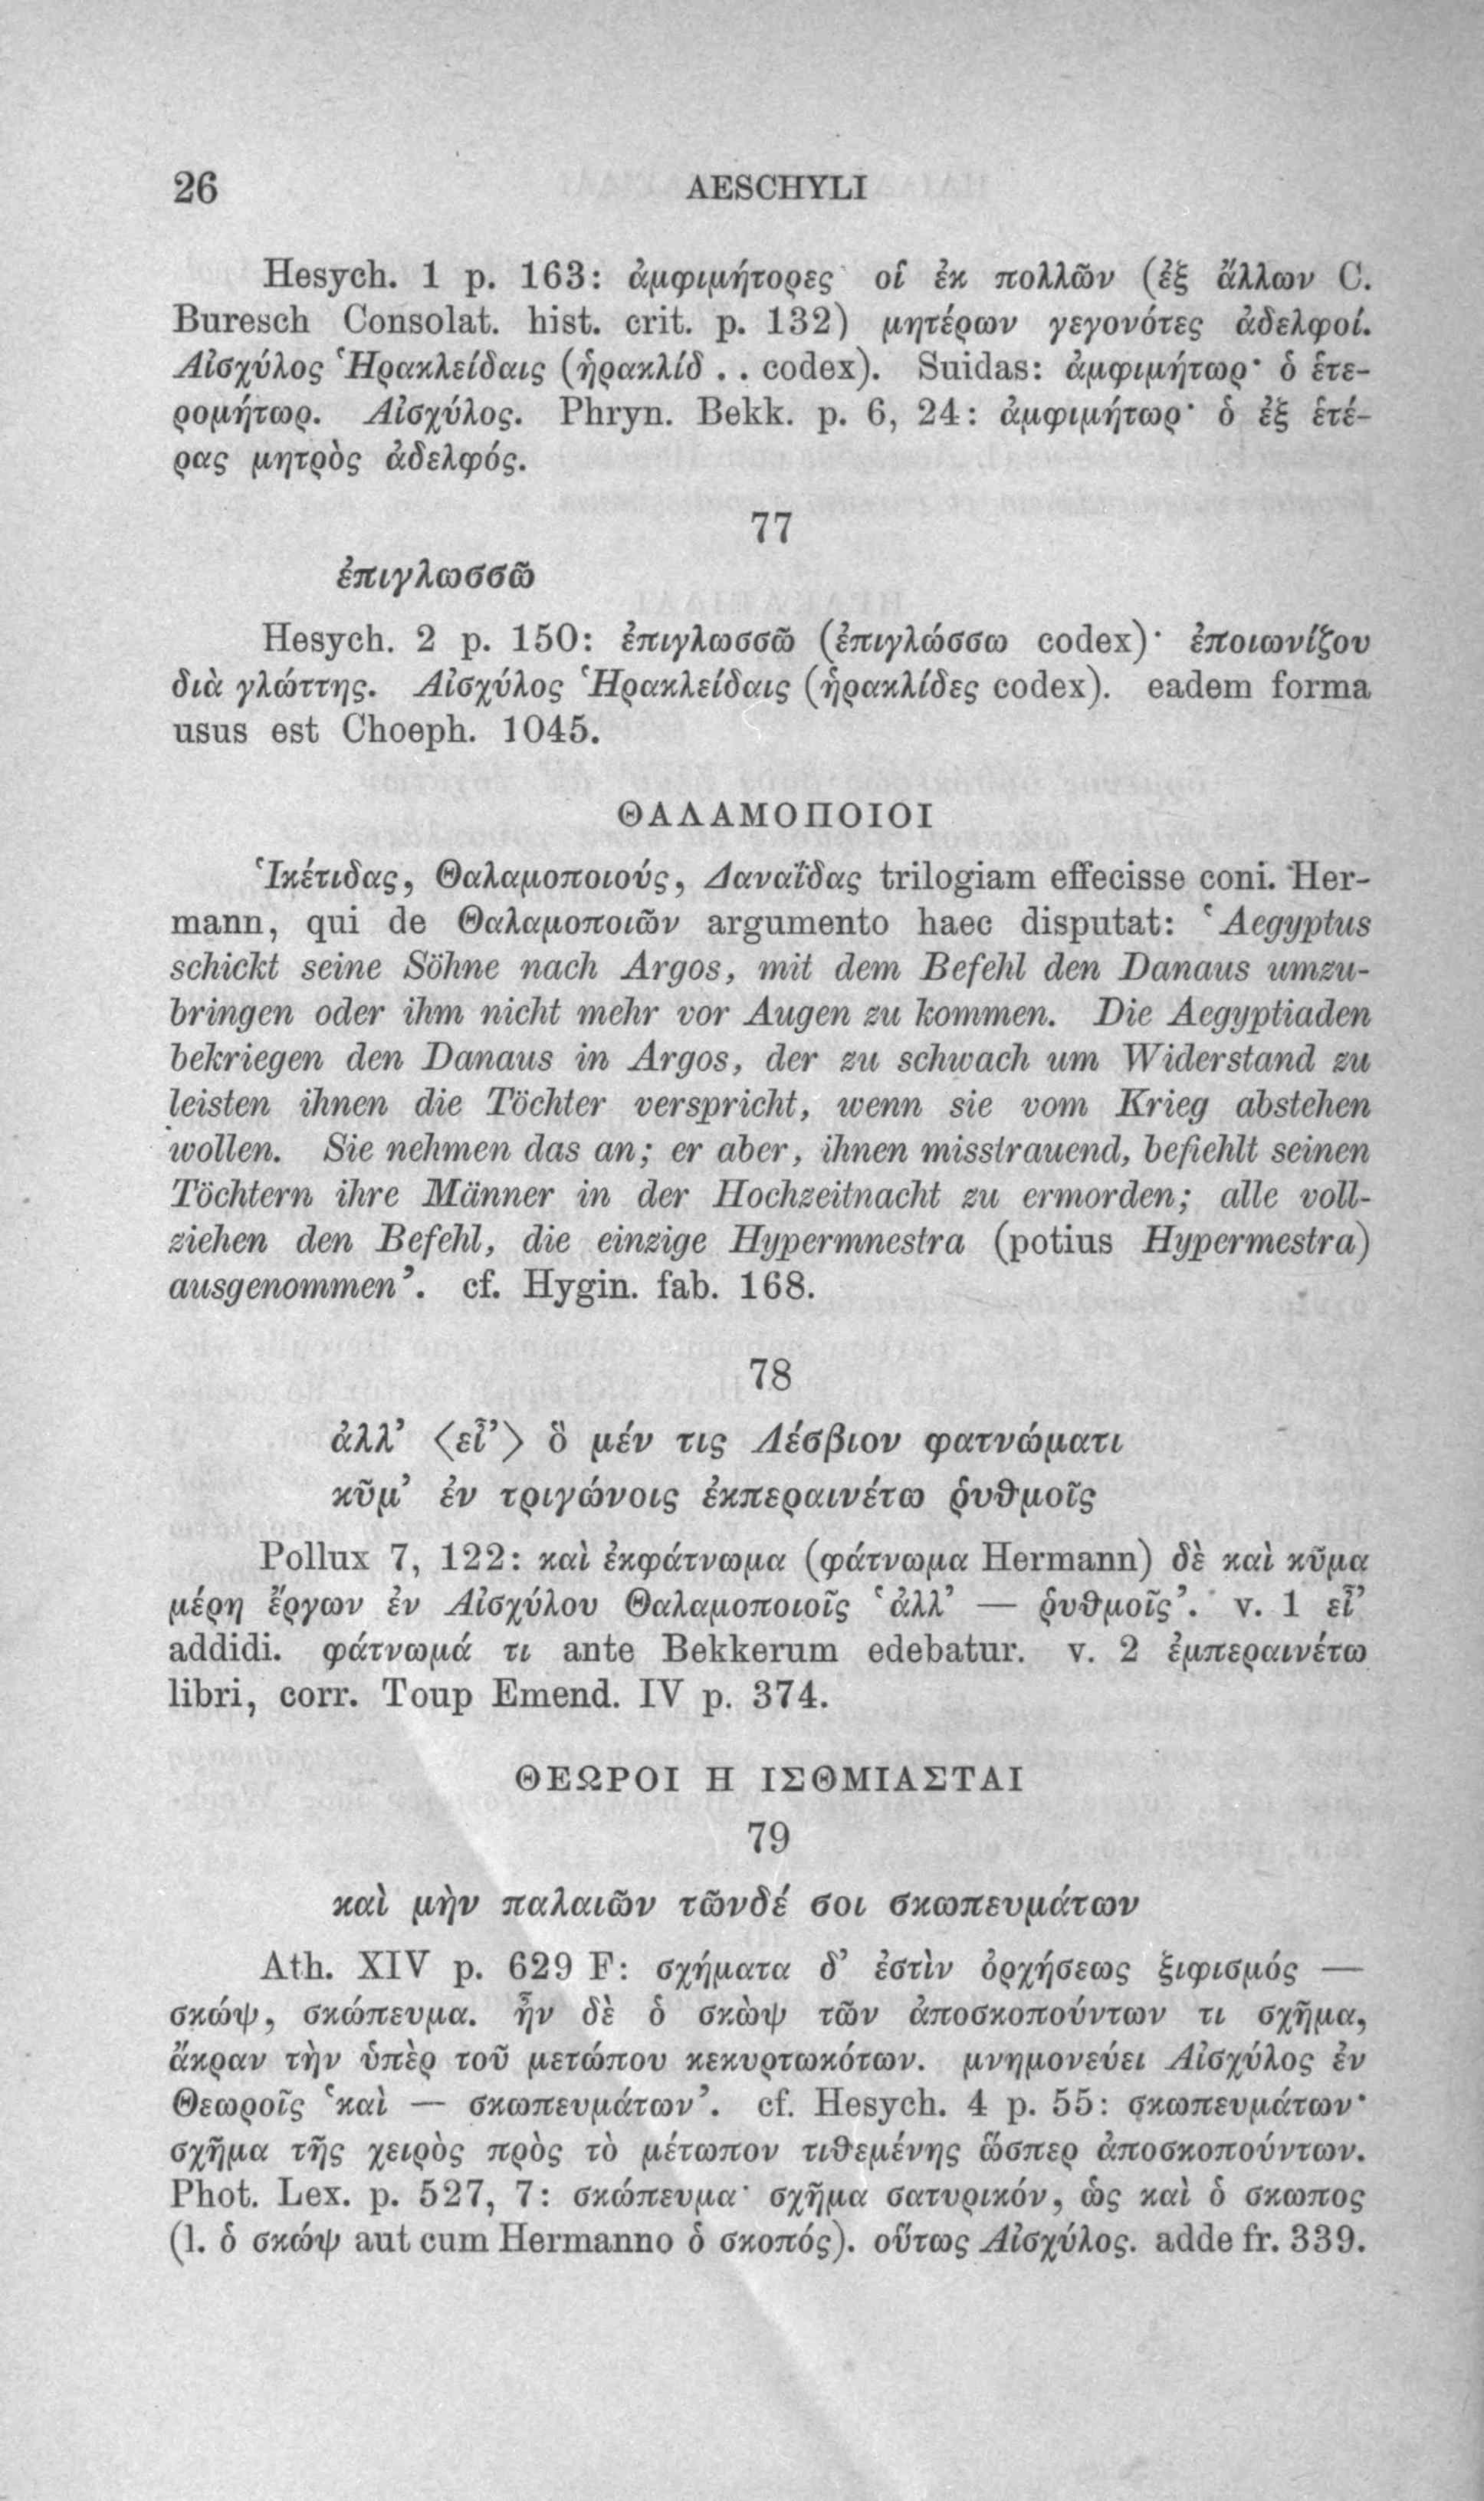 26
AESCHYLI
Hesych. 1 p. 163: ἀμφιμήτορες· οἱ ἐκ πολλῶν (ἐξ ἄλλων C.
Buresch Consolat. hist. crit. p. 132) μητέρων γεγονότες ἀδελφοί.
Αἰσχύλος Ἡρακλείδαις (ἡρακλίδ . . codex). Suidas: ἀμφιμήτωρ· ὁ ἑτε-
ρομήτωρ. Αἰσχύλος. Phryn. Bekk. p. 6, 24: ἀμφιμήτωρ· ὁ ἐξ ἑτέ-
ρας μητρὸς ἀδελφός.
77
ἐπιγλωσσῶ
Hesych. 2 p. 150: ἐπιγλωσσῶ (ἐπιγλώσσω codex)· ἐποιωνίζου
διὰ γλώττης. Αἰσχύλος Ἡρακλείδαις (ἡρακλίδες codex). eadem forma
usus est Choeph. 1045.
ΘΑΛΑΜΟΠΟΙΟΙ
Ἱκέτιδας, Θαλαμοποιούς, Δαναΐδας trilogiam effecisse coni. Her-
mann, qui de Θαλαμοποιῶν argumento haec disputat: ‘Aegyptus
schickt seine Söhne nach Argos, mit dem Befehl den Danaus umzu-
bringen oder ihm nicht mehr vor Augen zu kommen. Die Aegyptiaden
bekriegen den Danaus in Argos, der zu schwach um Widerstand zu
leisten ihnen die Töchter verspricht, wenn sie vom Krieg abstehen
wollen. Sie nehmen das an; er aber, ihnen misstrauend, befiehlt seinen
Töchtern ihre Männer in der Hochzeitnacht zu ermorden; alle voll-
ziehen den Befehl, die einzige Hypermnestra (potius Hypermestra)
ausgenommen’. cf. Hygin. fab. 168.
78
ἀλλ’ 〈εἶ’〉 ὃ μέν τις Λέσβιον φατνώματι
κῦμ’ ἐν τριγώνοις ἐκπεραινέτω ῥυθμοῖς
Pollux 7, 122: καὶ ἐκφάτνωμα (φάτνωμα Hermann) δὲ καὶ κῦμα
μέρη ἔργων ἐν Αἰσχύλου Θαλαμοποιοῖς ‘ἀλλ’ — ῥυθμοῖς’. v. 1 εἶ’
addidi. φάτνωμά τι ante Bekkerum edebatur. v. 2 ἐμπεραινέτω
libri, corr. Toup Emend. IV p. 374.
ΘΕΩΡΟΙ Η ΙΣΘΜΙΑΣΤΑΙ
79
καὶ μὴν παλαιῶν τῶνδέ σοι σκωπευμάτων
Ath. XIV p. 629 F: σχήματα δ’ ἐστὶν ὀρχήσεως ξιφισμός —
σκώψ, σκώπευμα. ἦν δὲ ὁ σκὼψ τῶν ἀποσκοπούντων τι σχῆμα,
ἄκραν τὴν ὑπὲρ τοῦ μετώπου κεκυρτωκότων. μνημονεύει Αἰσχύλος ἐν
Θεωροῖς ‘καὶ — σκωπευμάτων’. cf. Hesych. 4 p. 55: σκωπευμάτων·
σχῆμα τῆς χειρὸς πρὸς τὸ μέτωπον τιθεμένης ὥσπερ ἀποσκοπούντων.
Phot. Lex. p. 527, 7: σκώπευμα· σχῆμα σατυρικόν, ὡς καὶ ὁ σκωπος
(l. ὁ σκώψ aut cum Hermanno ὁ σκοπός). οὕτως Αἰσχύλος. adde fr. 339.